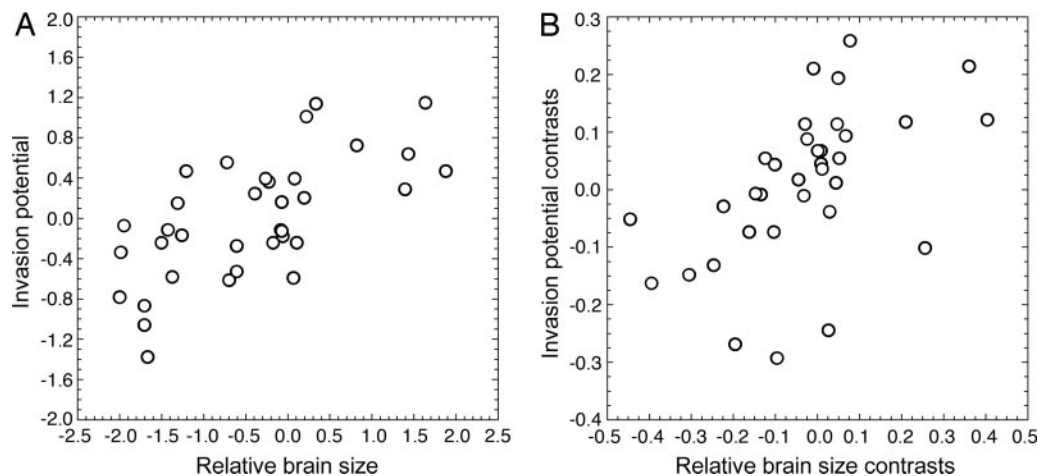 A
Invasion potential
2.0
1.6
1.2
0.8
0.4
0.0
-0.4
-0.8
-1.2
-1.6
-2.0
-2.5 -2.0 -1.5 -1.0 -0.5 0.0 0.5 1.0 1.5 2.0 2.5
Relative brain size
B
Invasion potential contrasts
0.3
0.2
0.1
0.0
-0.1
-0.2
-0.3
-0.4
-0.5 -0.4 -0.3 -0.2 -0.1 0.0 0.1 0.2 0.3 0.4 0.5
Relative brain size contrasts